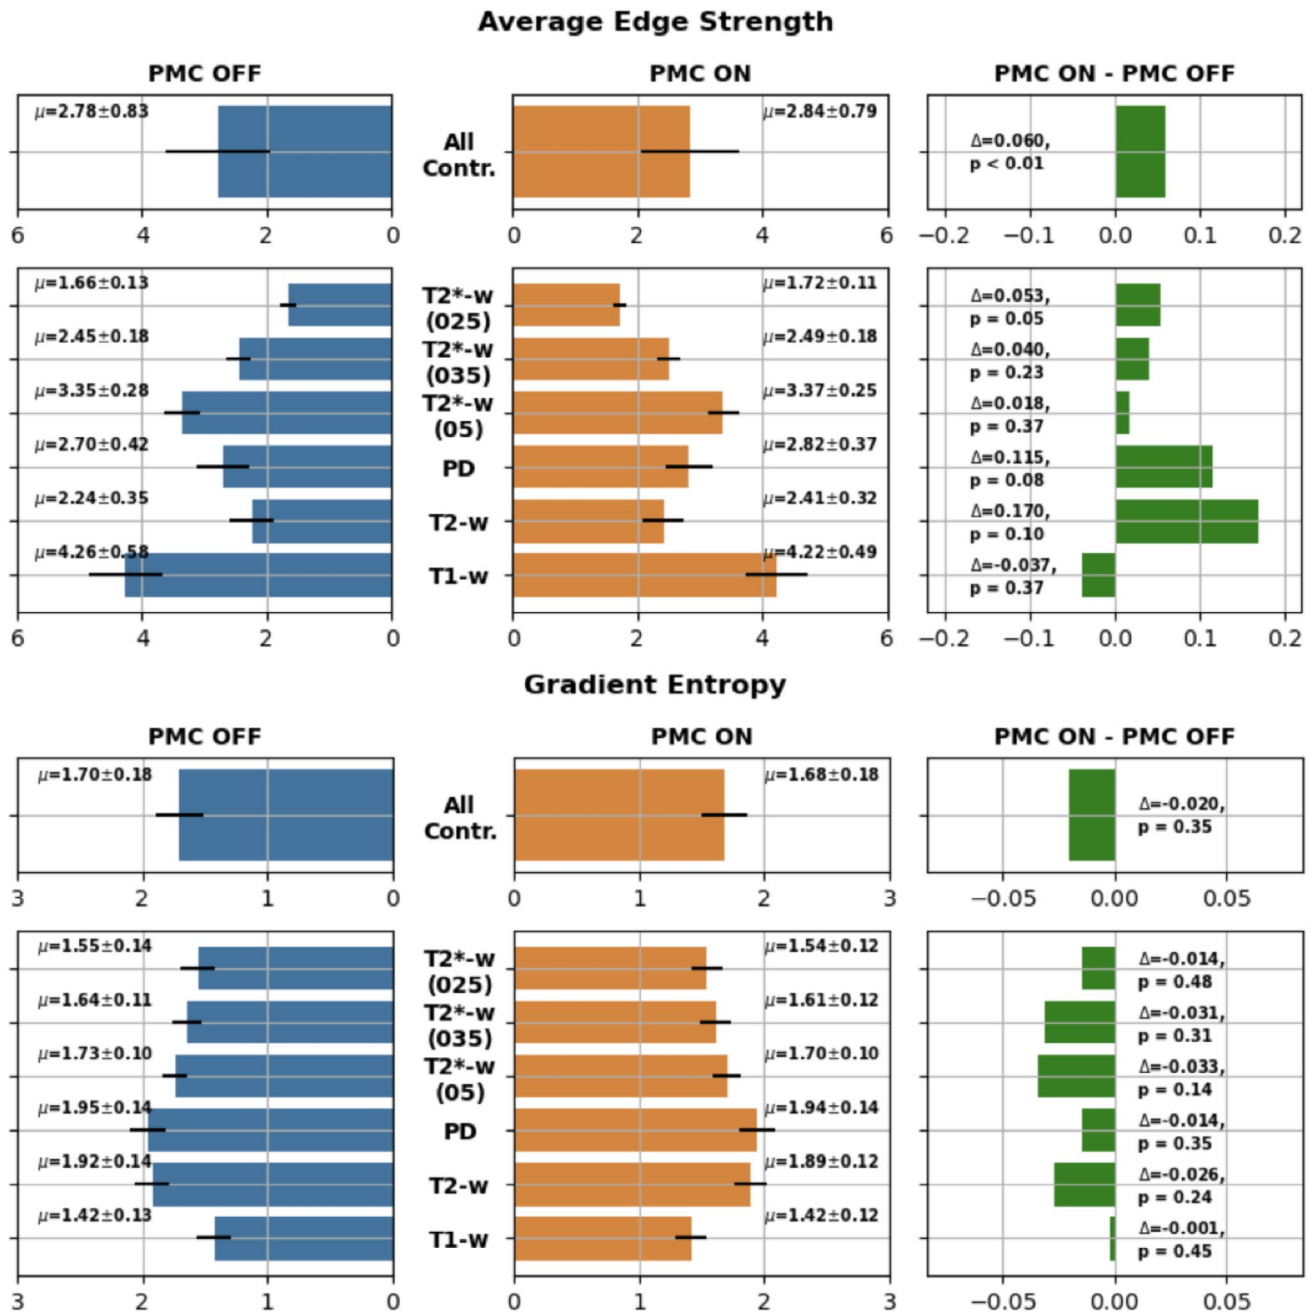 Average Edge Strength
PMC OFF
PMC ON
PMC ON - PMC OFF
μ=2.78±0.83
All
Contr.
μ=2.84±0.79
Δ=0.060,
p < 0.01
6 4 2 0
0 2 4 6
−0.2 −0.1 0.0 0.1 0.2
μ=1.66±0.13
T2*-w
(025)
μ=1.72±0.11
Δ=0.053,
p = 0.05
μ=2.45±0.18
T2*-w
(035)
μ=2.49±0.18
Δ=0.040,
p = 0.23
μ=3.35±0.28
T2*-w
(05)
μ=3.37±0.25
Δ=0.018,
p = 0.37
μ=2.70±0.42
PD
μ=2.82±0.37
Δ=0.115,
p = 0.08
μ=2.24±0.35
T2-w
μ=2.41±0.32
Δ=0.170,
p = 0.10
μ=4.26±0.58
T1-w
μ=4.22±0.49
Δ=-0.037,
p = 0.37
6 4 2 0
0 2 4 6
−0.2 −0.1 0.0 0.1 0.2
Gradient Entropy
PMC OFF
PMC ON
PMC ON - PMC OFF
μ=1.70±0.18
All
Contr.
μ=1.68±0.18
Δ=-0.020,
p = 0.35
3 2 1 0
0 1 2 3
−0.05 0.00 0.05
μ=1.55±0.14
T2*-w
(025)
μ=1.54±0.12
Δ=-0.014,
p = 0.48
μ=1.64±0.11
T2*-w
(035)
μ=1.61±0.12
Δ=-0.031,
p = 0.31
μ=1.73±0.10
T2*-w
(05)
μ=1.70±0.10
Δ=-0.033,
p = 0.14
μ=1.95±0.14
PD
μ=1.94±0.14
Δ=-0.014,
p = 0.35
μ=1.92±0.14
T2-w
μ=1.89±0.12
Δ=-0.026,
p = 0.24
μ=1.42±0.13
T1-w
μ=1.42±0.12
Δ=-0.001,
p = 0.45
3 2 1 0
0 1 2 3
−0.05 0.00 0.05